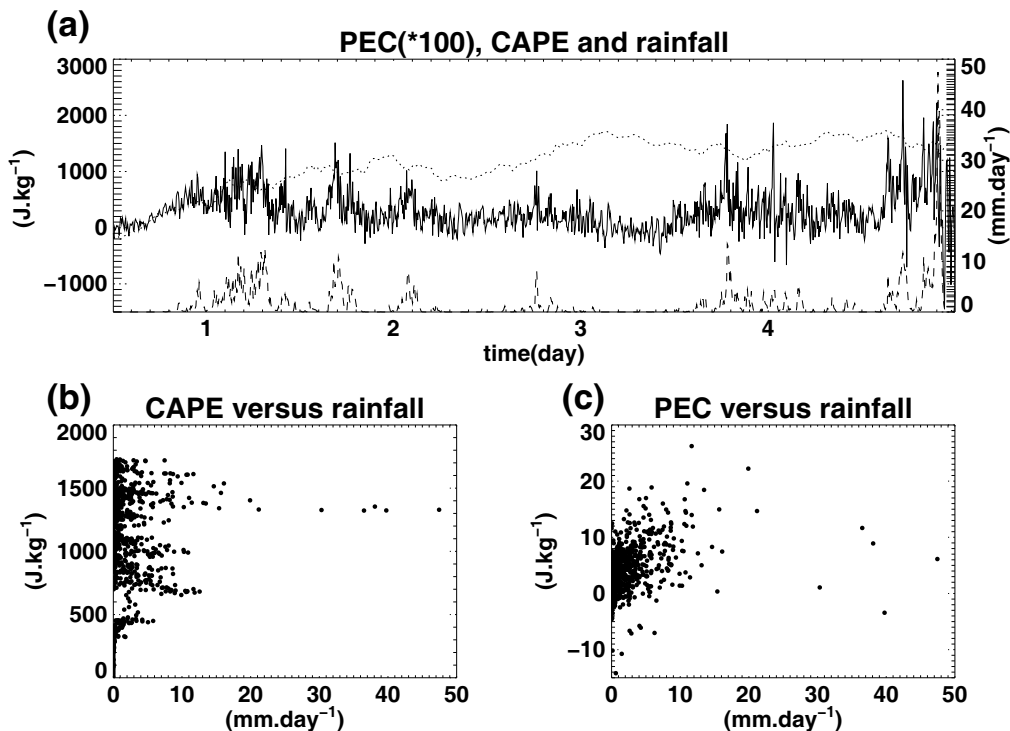 (a)
PEC(*100), CAPE and rainfall
3000
2000
1000
0
−1000
(J.kg⁻¹)
50
40
30
20
10
0
(mm.day⁻¹)
1 2 3 4
time(day)
(b)
CAPE versus rainfall
2000
1500
1000
500
0
(J.kg⁻¹)
0 10 20 30 40 50
(mm.day⁻¹)
(c)
PEC versus rainfall
30
20
10
0
−10
(J.kg⁻¹)
0 10 20 30 40 50
(mm.day⁻¹)